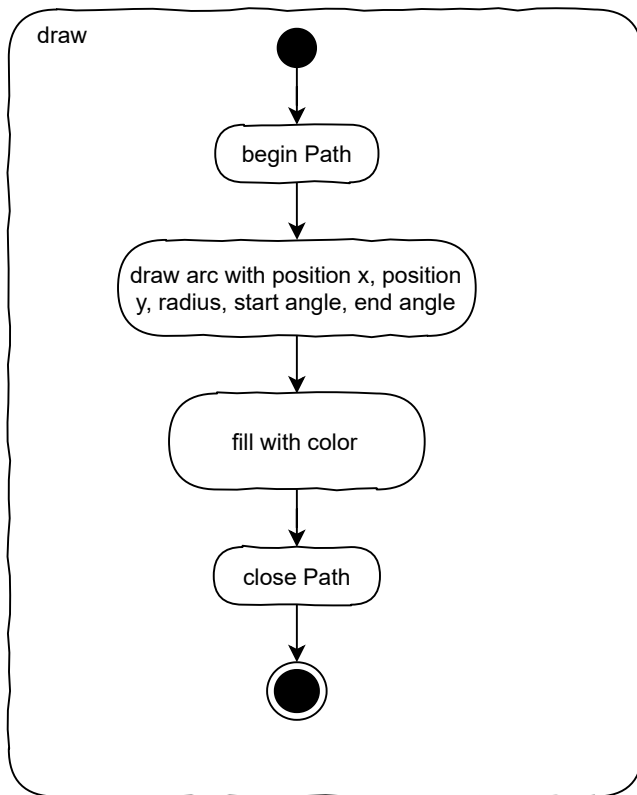 draw
begin Path
draw arc with position x, position
y, radius, start angle, end angle
fill with color
close Path